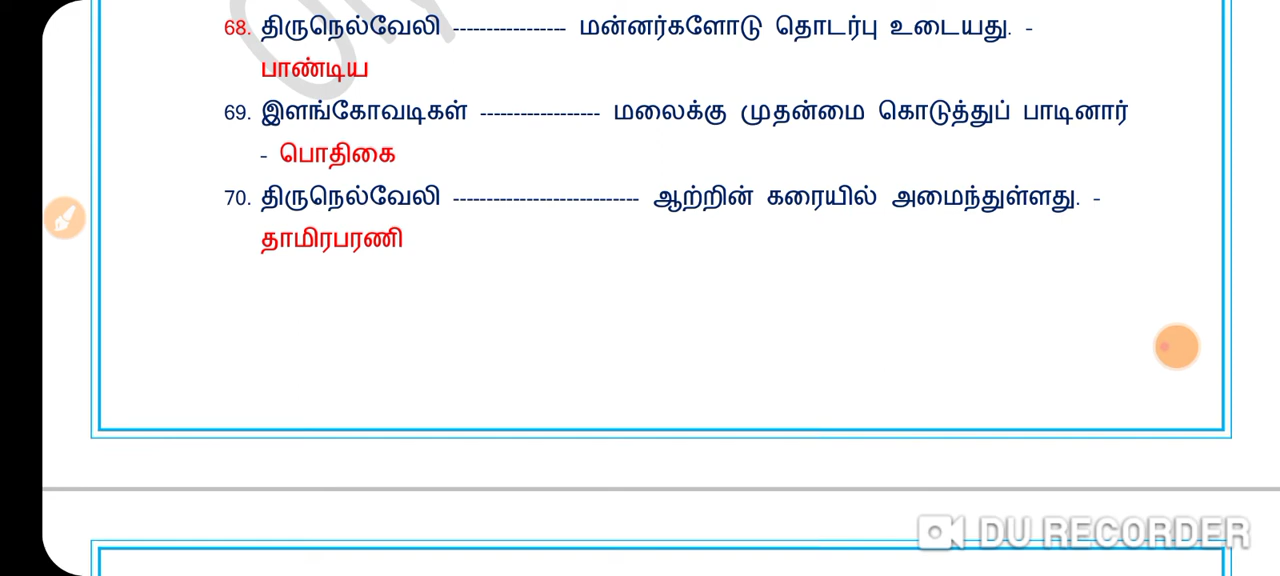 68. திருநெல்வேலி ----------------- மன்னர்களோடு தொடர்பு உடையது. -
பாண்டிய
69. இளங்கோவடிகள் ------------------ மலைக்கு முதன்மை கொடுத்துப் பாடினார்
- பொதிகை
70. திருநெல்வேலி ---------------------------- ஆற்றின் கரையில் அமைந்துள்ளது. -
தாமிரபரணி
DU RECORDER